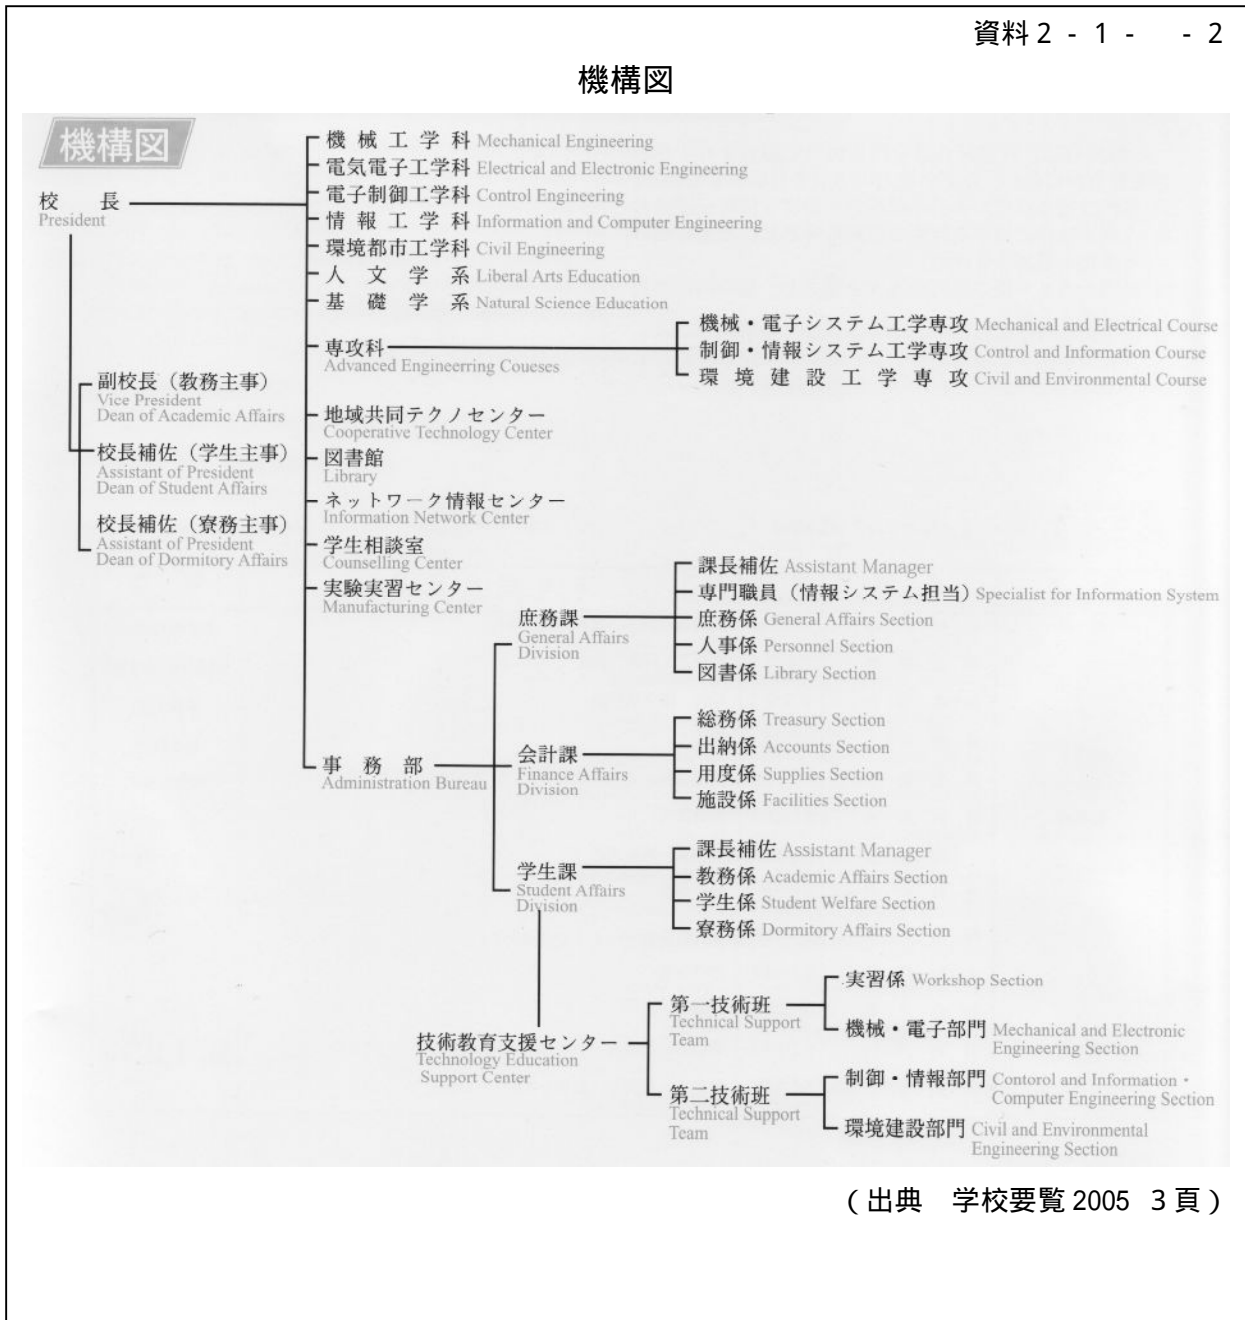 資料2-1- -2
機構図
機構図
校長
President
副校長（教務主事）
Vice President
Dean of Academic Affairs
校長補佐（学生主事）
Assistant of President
Dean of Student Affairs
校長補佐（寮務主事）
Assistant of President
Dean of Dormitory Affairs
機械工学科 Mechanical Engineering
電気電子工学科 Electrical and Electronic Engineering
電子制御工学科 Control Engineering
情報工学科 Information and Computer Engineering
環境都市工学科 Civil Engineering
人文学系 Liberal Arts Education
基礎学系 Natural Science Education
専攻科
Advanced Engineering Coueses
機械・電子システム工学専攻 Mechanical and Electrical Course
制御・情報システム工学専攻 Control and Information Course
環境建設工学専攻 Civil and Environmental Course
地域共同テクノセンター
Cooperative Technology Center
図書館
Library
ネットワーク情報センター
Information Network Center
学生相談室
Counselling Center
実験実習センター
Manufacturing Center
事務部
Administration Bureau
庶務課
General Affairs
Division
課長補佐 Assistant Manager
専門職員（情報システム担当）Specialist for Information System
庶務係 General Affairs Section
人事係 Personnel Section
図書係 Library Section
会計課
Finance Affairs
Division
総務係 Treasury Section
出納係 Accounts Section
用度係 Supplies Section
施設係 Facilities Section
学生課
Student Affairs
Division
課長補佐 Assistant Manager
教務係 Academic Affairs Section
学生係 Student Welfare Section
寮務係 Dormitory Affairs Section
技術教育支援センター
Technology Education
Support Center
第一技術班
Technical Support
Team
実習係 Workshop Section
機械・電子部門 Mechanical and Electronic
Engineering Section
第二技術班
Technical Support
Team
制御・情報部門 Contorol and Information・
Computer Engineering Section
環境建設部門 Civil and Environmental
Engineering Section
（出典 学校要覧2005 3頁）